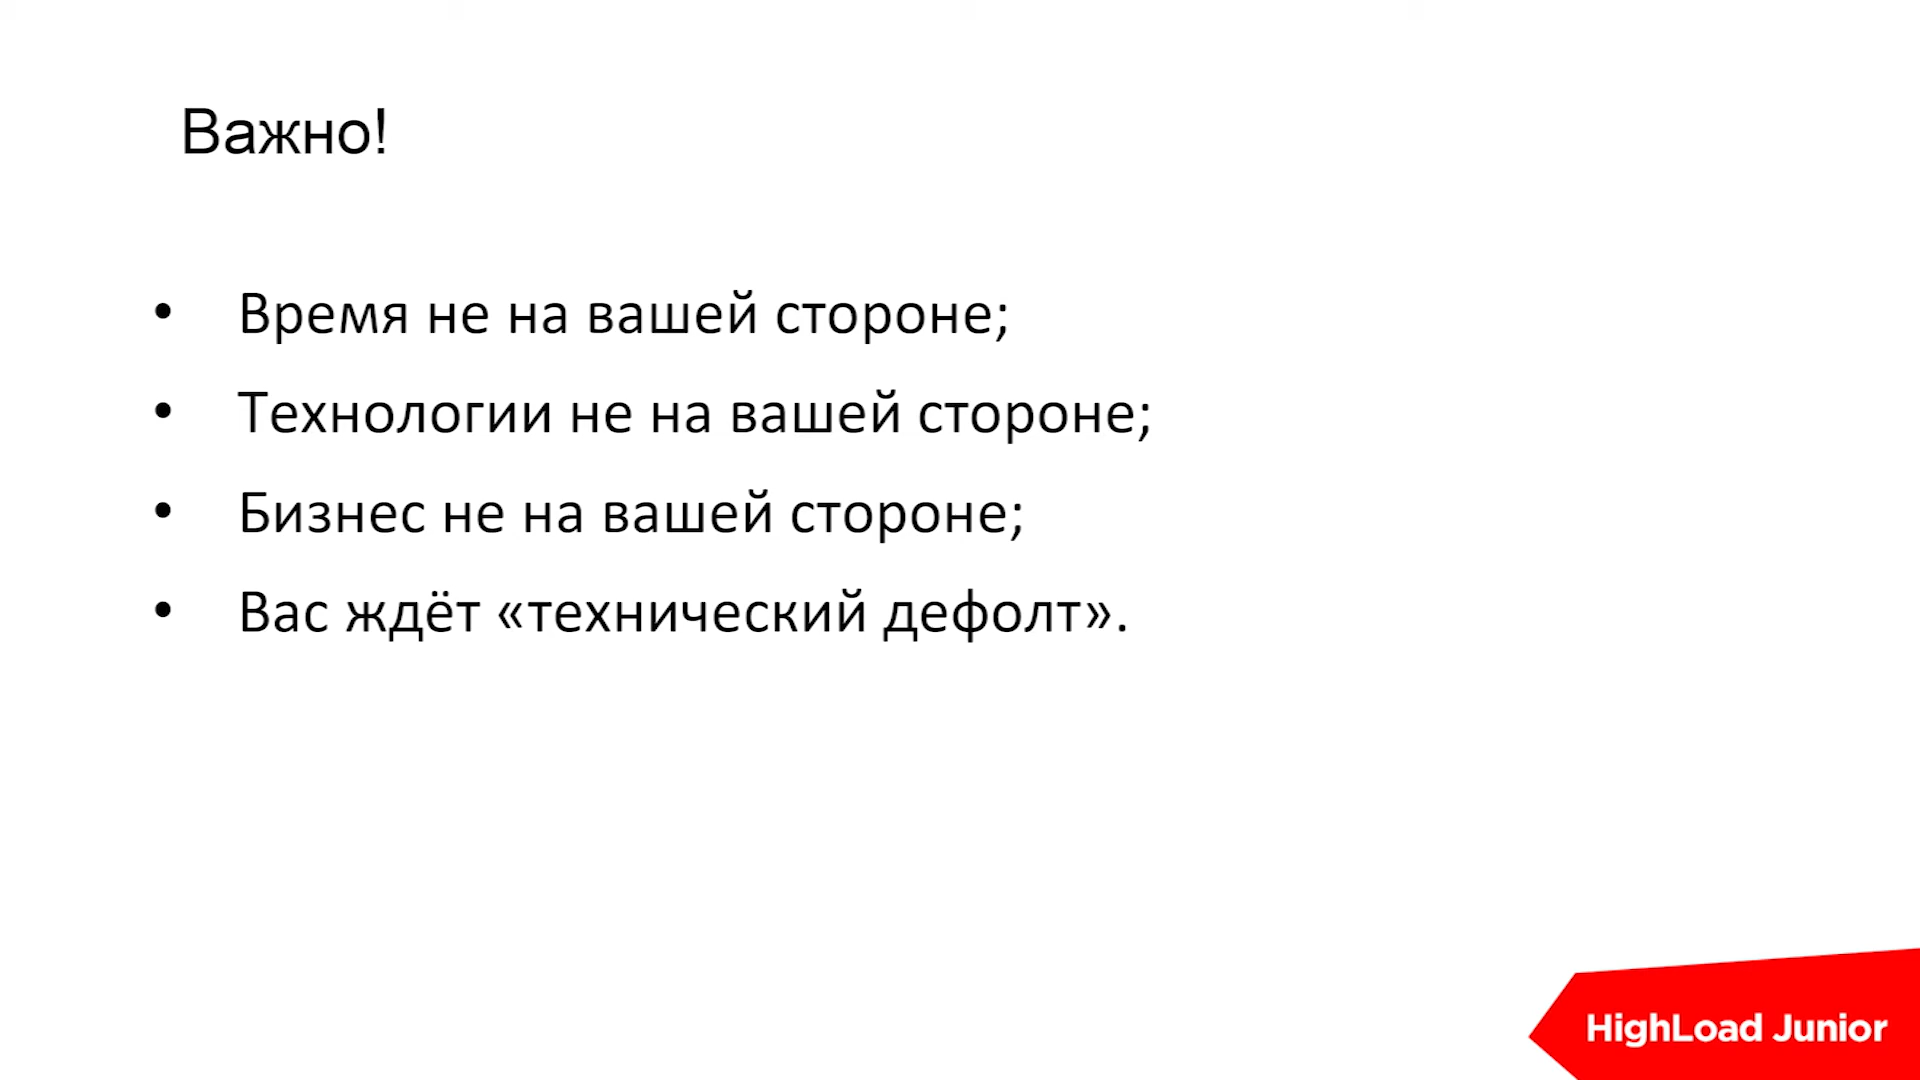 Важно!
• Время не на вашей стороне;
• Технологии не на вашей стороне;
• Бизнес не на вашей стороне;
• Вас ждёт «технический дефолт».
HighLoad Junior